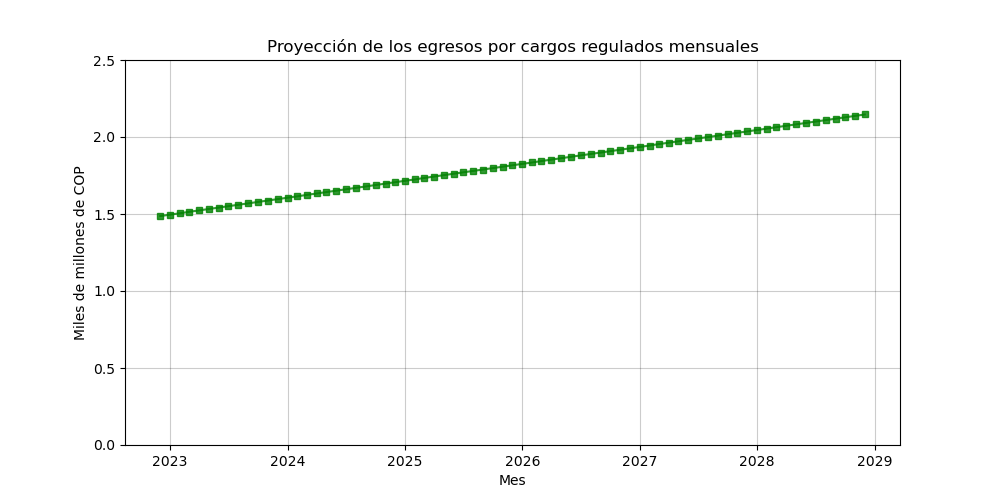 Proyección de los egresos por cargos regulados mensuales
Miles de millones de COP
2.5
2.0
1.5
1.0
0.5
0.0
2023 2024 2025 2026 2027 2028 2029
Mes